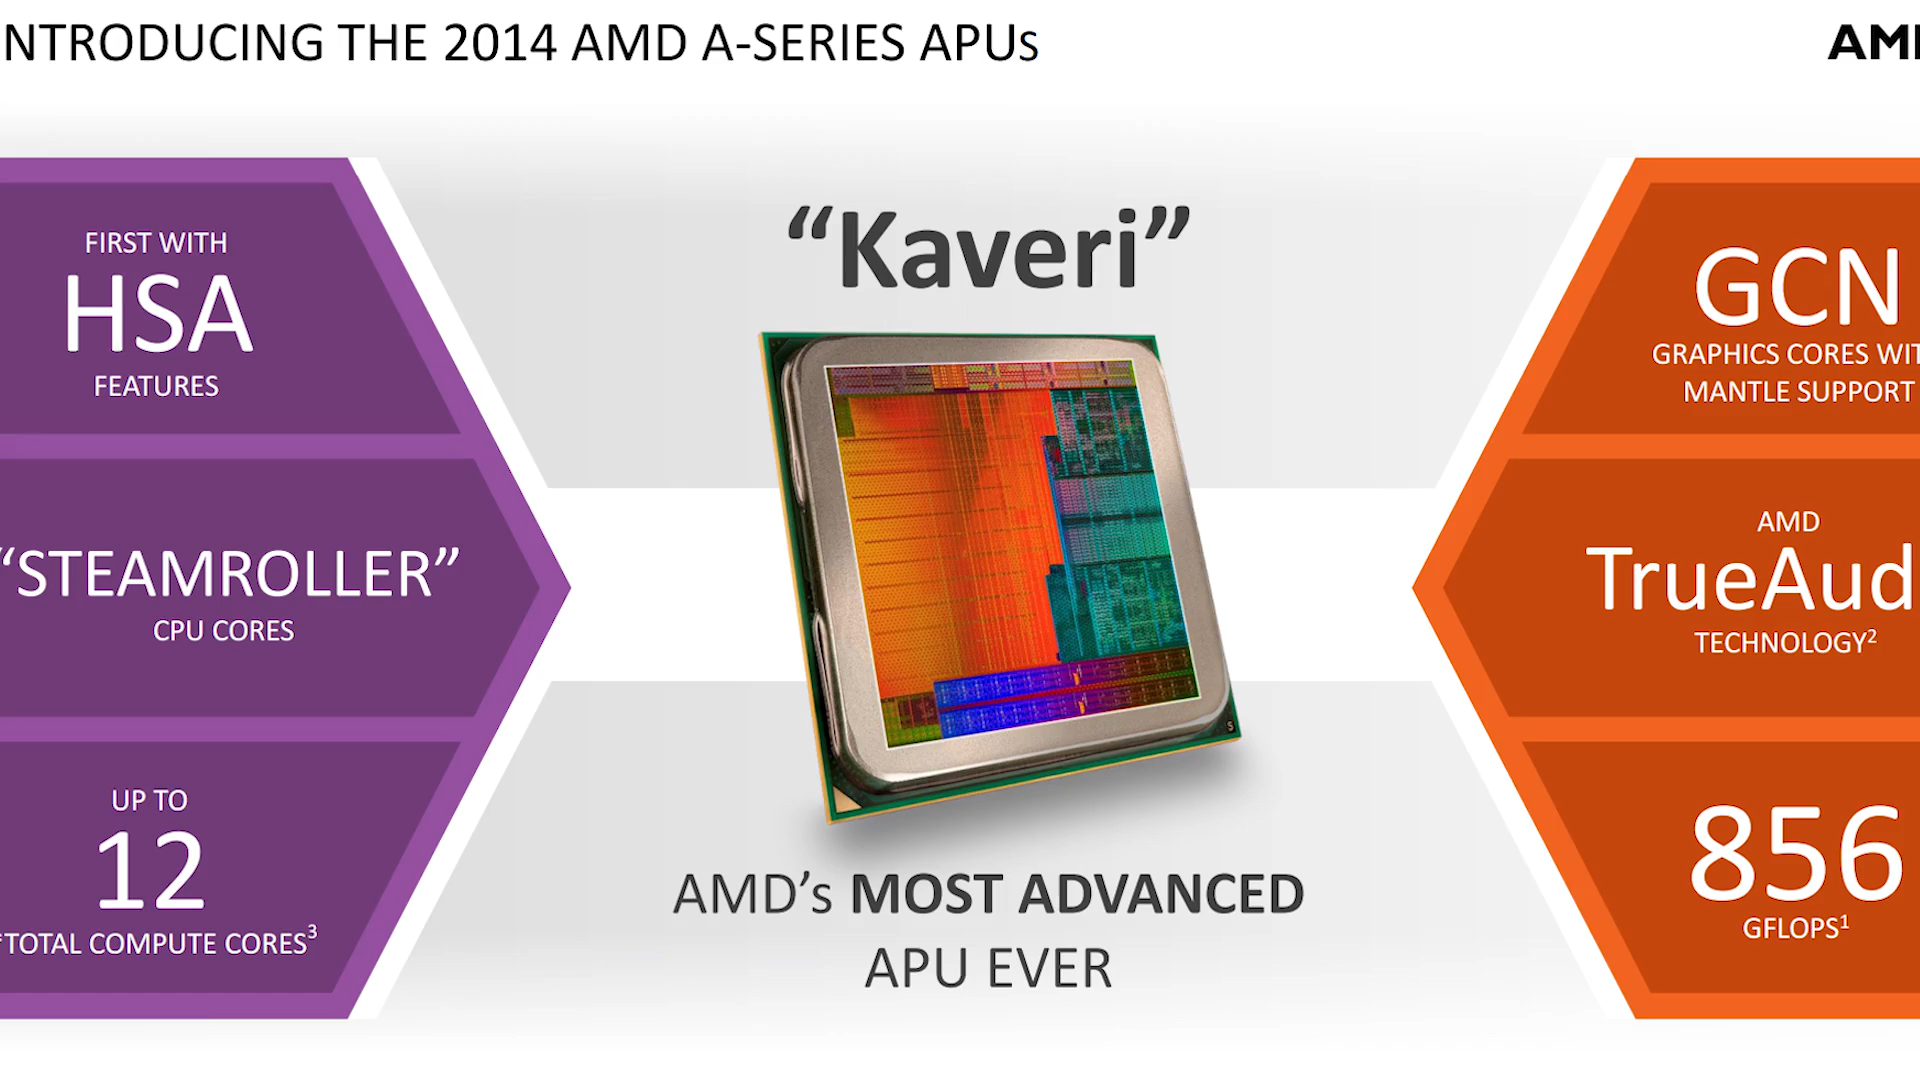 NTRODUCING THE 2014 AMD A-SERIES APUs
AM
FIRST WITH
HSA
FEATURES
"STEAMROLLER"
CPU CORES
UP TO
12
*TOTAL COMPUTE CORES³
“Kaveri”
AMD’s MOST ADVANCED
APU EVER
GCN
GRAPHICS CORES WIT
MANTLE SUPPORT
AMD
TrueAud
TECHNOLOGY²
856
GFLOPS¹